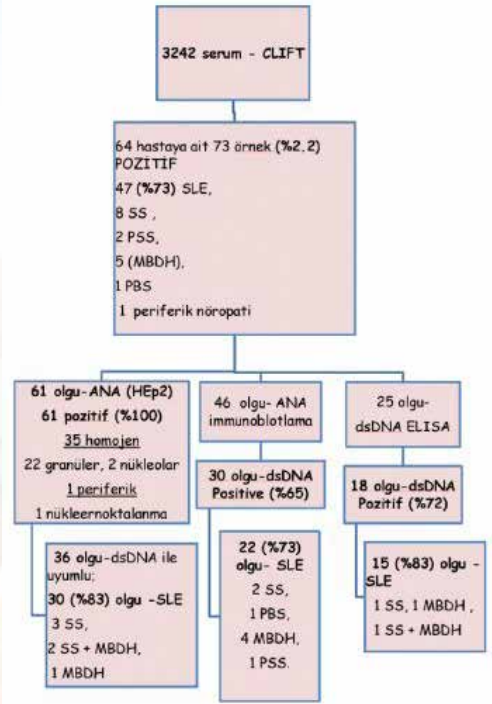 3242 serum - CLIFT
64 hastaya ait 73 örnek (%2,2)
POZİTİF
47 (%73) SLE,
8 SS ,
2 PSS,
5 (MBDH),
1 PBS
1 periferik nöropati
61 olgu-ANA (HEp2)
61 pozitif (%100)
35 homojen
22 granüler, 2 nükleolar
1 periferik
1 nükleernoktalanma
46 olgu- ANA
immunoblotlama
25 olgu-
dsDNA ELISA
30 olgu-dsDNA
Positive (%65)
18 olgu-dsDNA
Pozitif (%72)
36 olgu-dsDNA ile
uyumlu;
30 (%83) olgu -SLE
3 SS,
2 SS + MBDH,
1 MBDH
22 (%73)
olgu- SLE
2 SS,
1 PBS,
4 MBDH,
1 PSS.
15 (%83) olgu -
SLE
1 SS, 1 MBDH ,
1 SS + MBDH